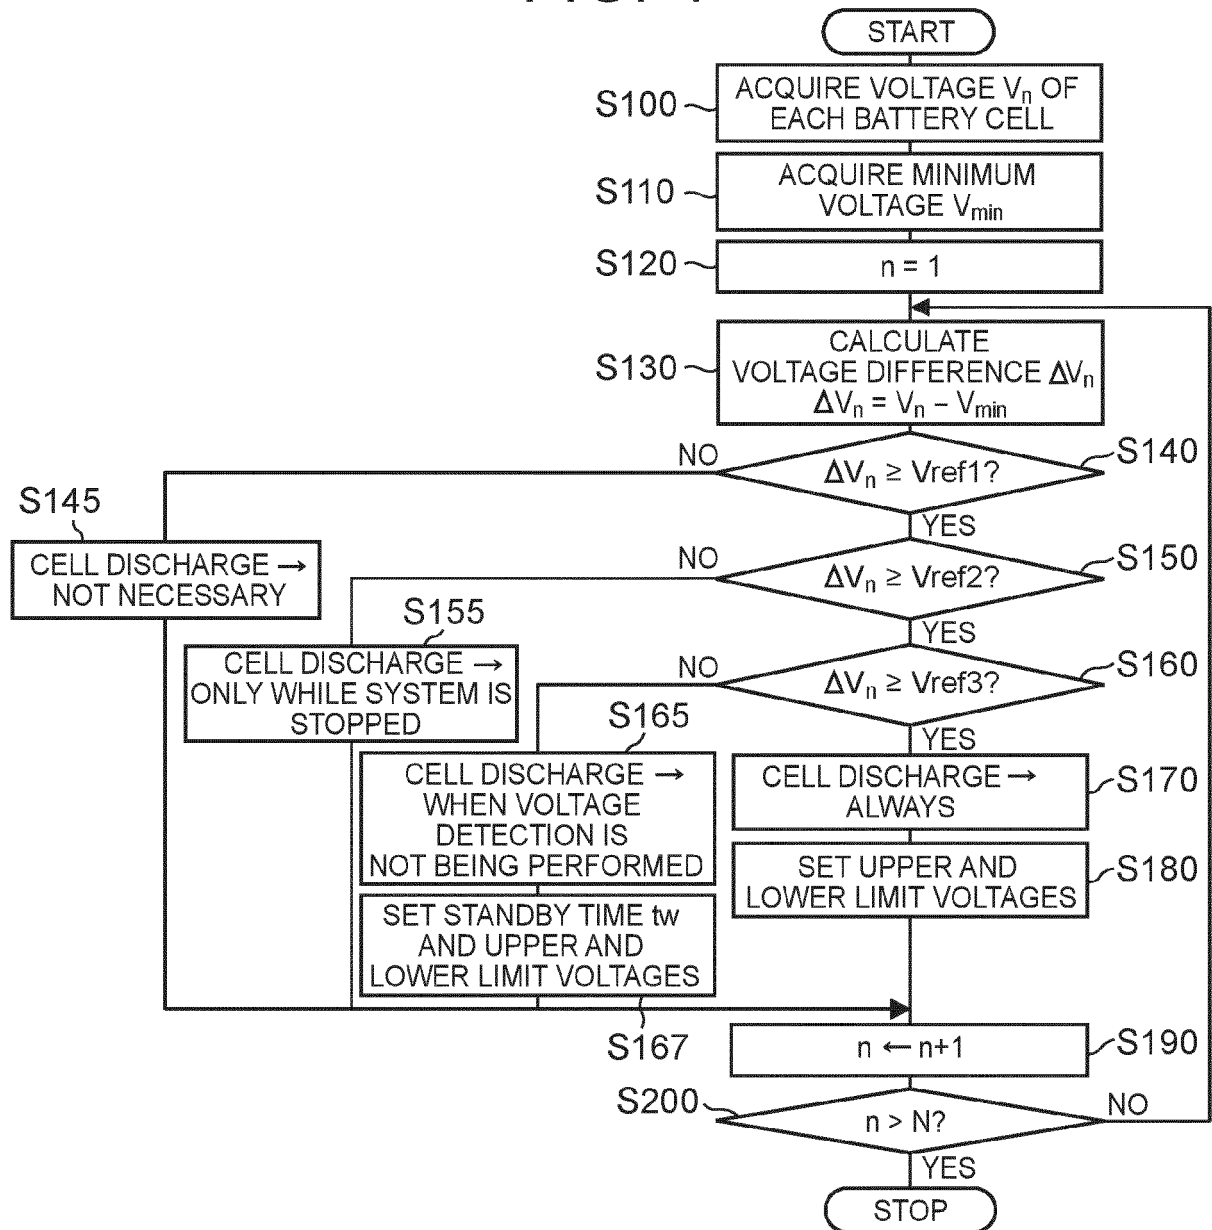 START
S100
ACQUIRE VOLTAGE Vn OF
EACH BATTERY CELL
S110
ACQUIRE MINIMUM
VOLTAGE Vmin
S120
n = 1
S130
CALCULATE
VOLTAGE DIFFERENCE ΔVn
ΔVn = Vn – Vmin
S140
ΔVn ≥ Vref1?
NO
YES
S145
CELL DISCHARGE →
NOT NECESSARY
S150
ΔVn ≥ Vref2?
NO
YES
S155
CELL DISCHARGE →
ONLY WHILE SYSTEM IS
STOPPED
S160
ΔVn ≥ Vref3?
NO
YES
S165
CELL DISCHARGE →
WHEN VOLTAGE
DETECTION IS
NOT BEING PERFORMED
SET STANDBY TIME tw
AND UPPER AND
LOWER LIMIT VOLTAGES
S167
CELL DISCHARGE →
ALWAYS
S170
SET UPPER AND
LOWER LIMIT VOLTAGES
S180
n ← n+1
S190
S200
n > N?
NO
YES
STOP